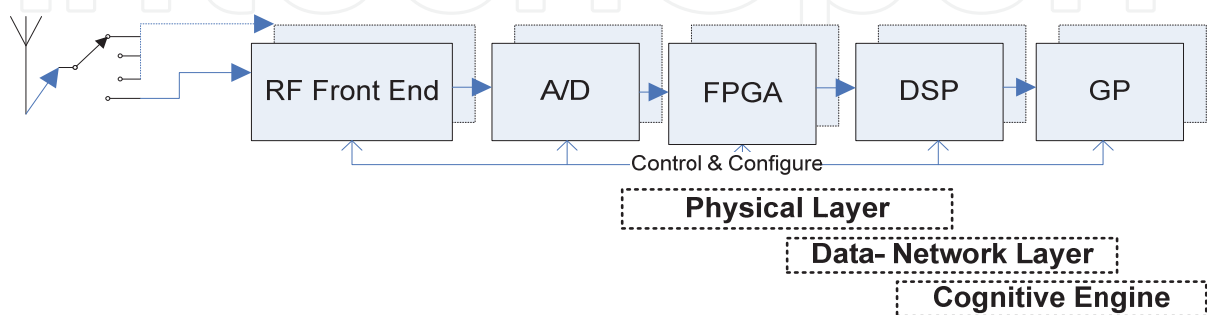 RF Front End
A/D
FPGA
DSP
GP
Control & Configure
Physical Layer
Data- Network Layer
Cognitive Engine